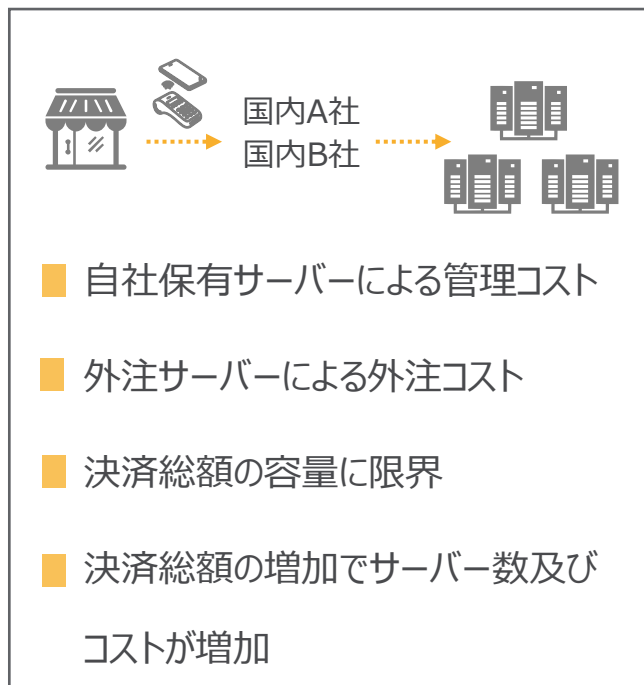 国内A社
国内B社
自社保有サーバーによる管理コスト
外注サーバーによる外注コスト
決済総額の容量に限界
決済総額の増加でサーバー数及び
コストが増加